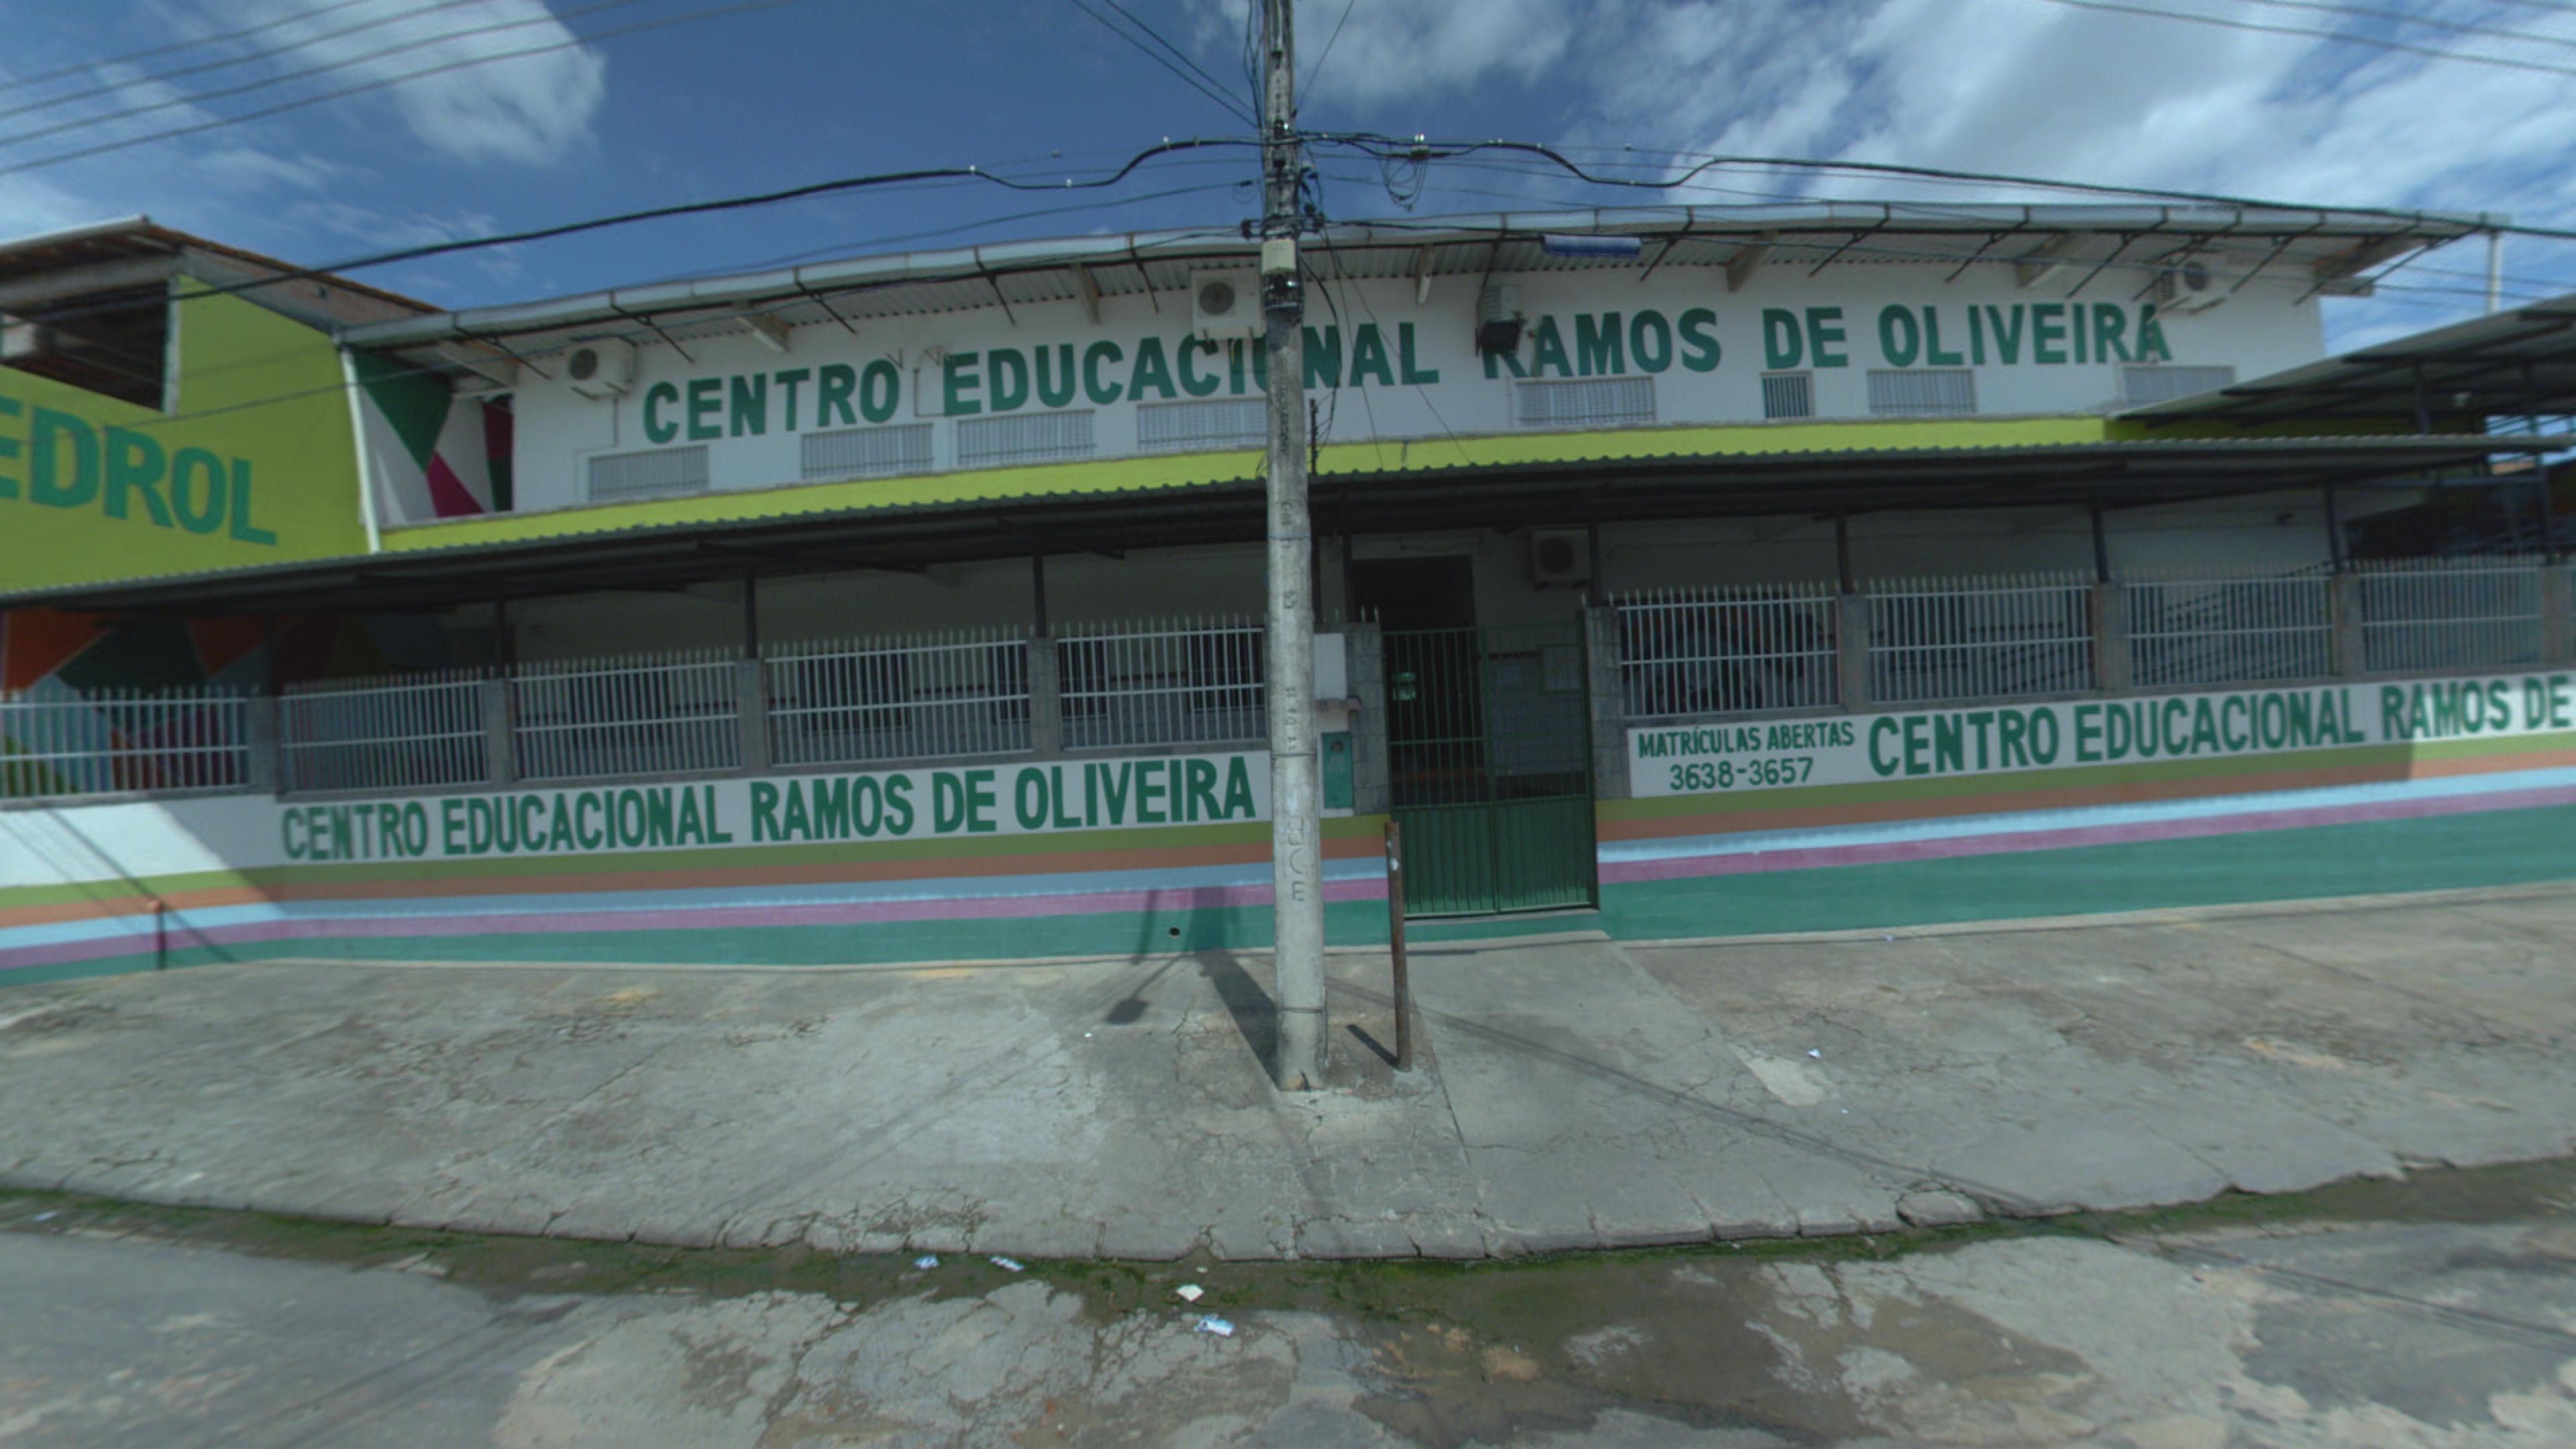 CENTRO EDUCACIONAL RAMOS DE OLIVEIRA
EDROL
CENTRO EDUCACIONAL RAMOS DE OLIVEIRA
MATRÍCULAS ABERTAS
3638-3657
CENTRO EDUCACIONAL RAMOS DE